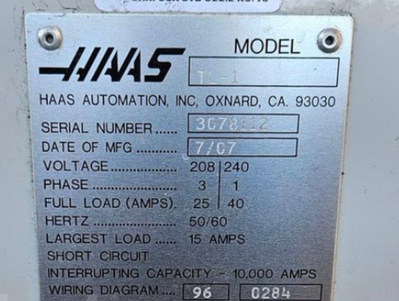 HAAS MODEL TL-1
HAAS AUTOMATION, INC, OXNARD, CA. 93030
SERIAL NUMBER
DATE OF MFG 7/07
VOLTAGE 208 240
PHASE 3 1
FULL LOAD (AMPS) 25 40
HERTZ 50/60
LARGEST LOAD 15 AMPS
SHORT CIRCUIT
INTERRUPTING CAPACITY - 10,000 AMPS
WIRING DIAGRAM 96 0284